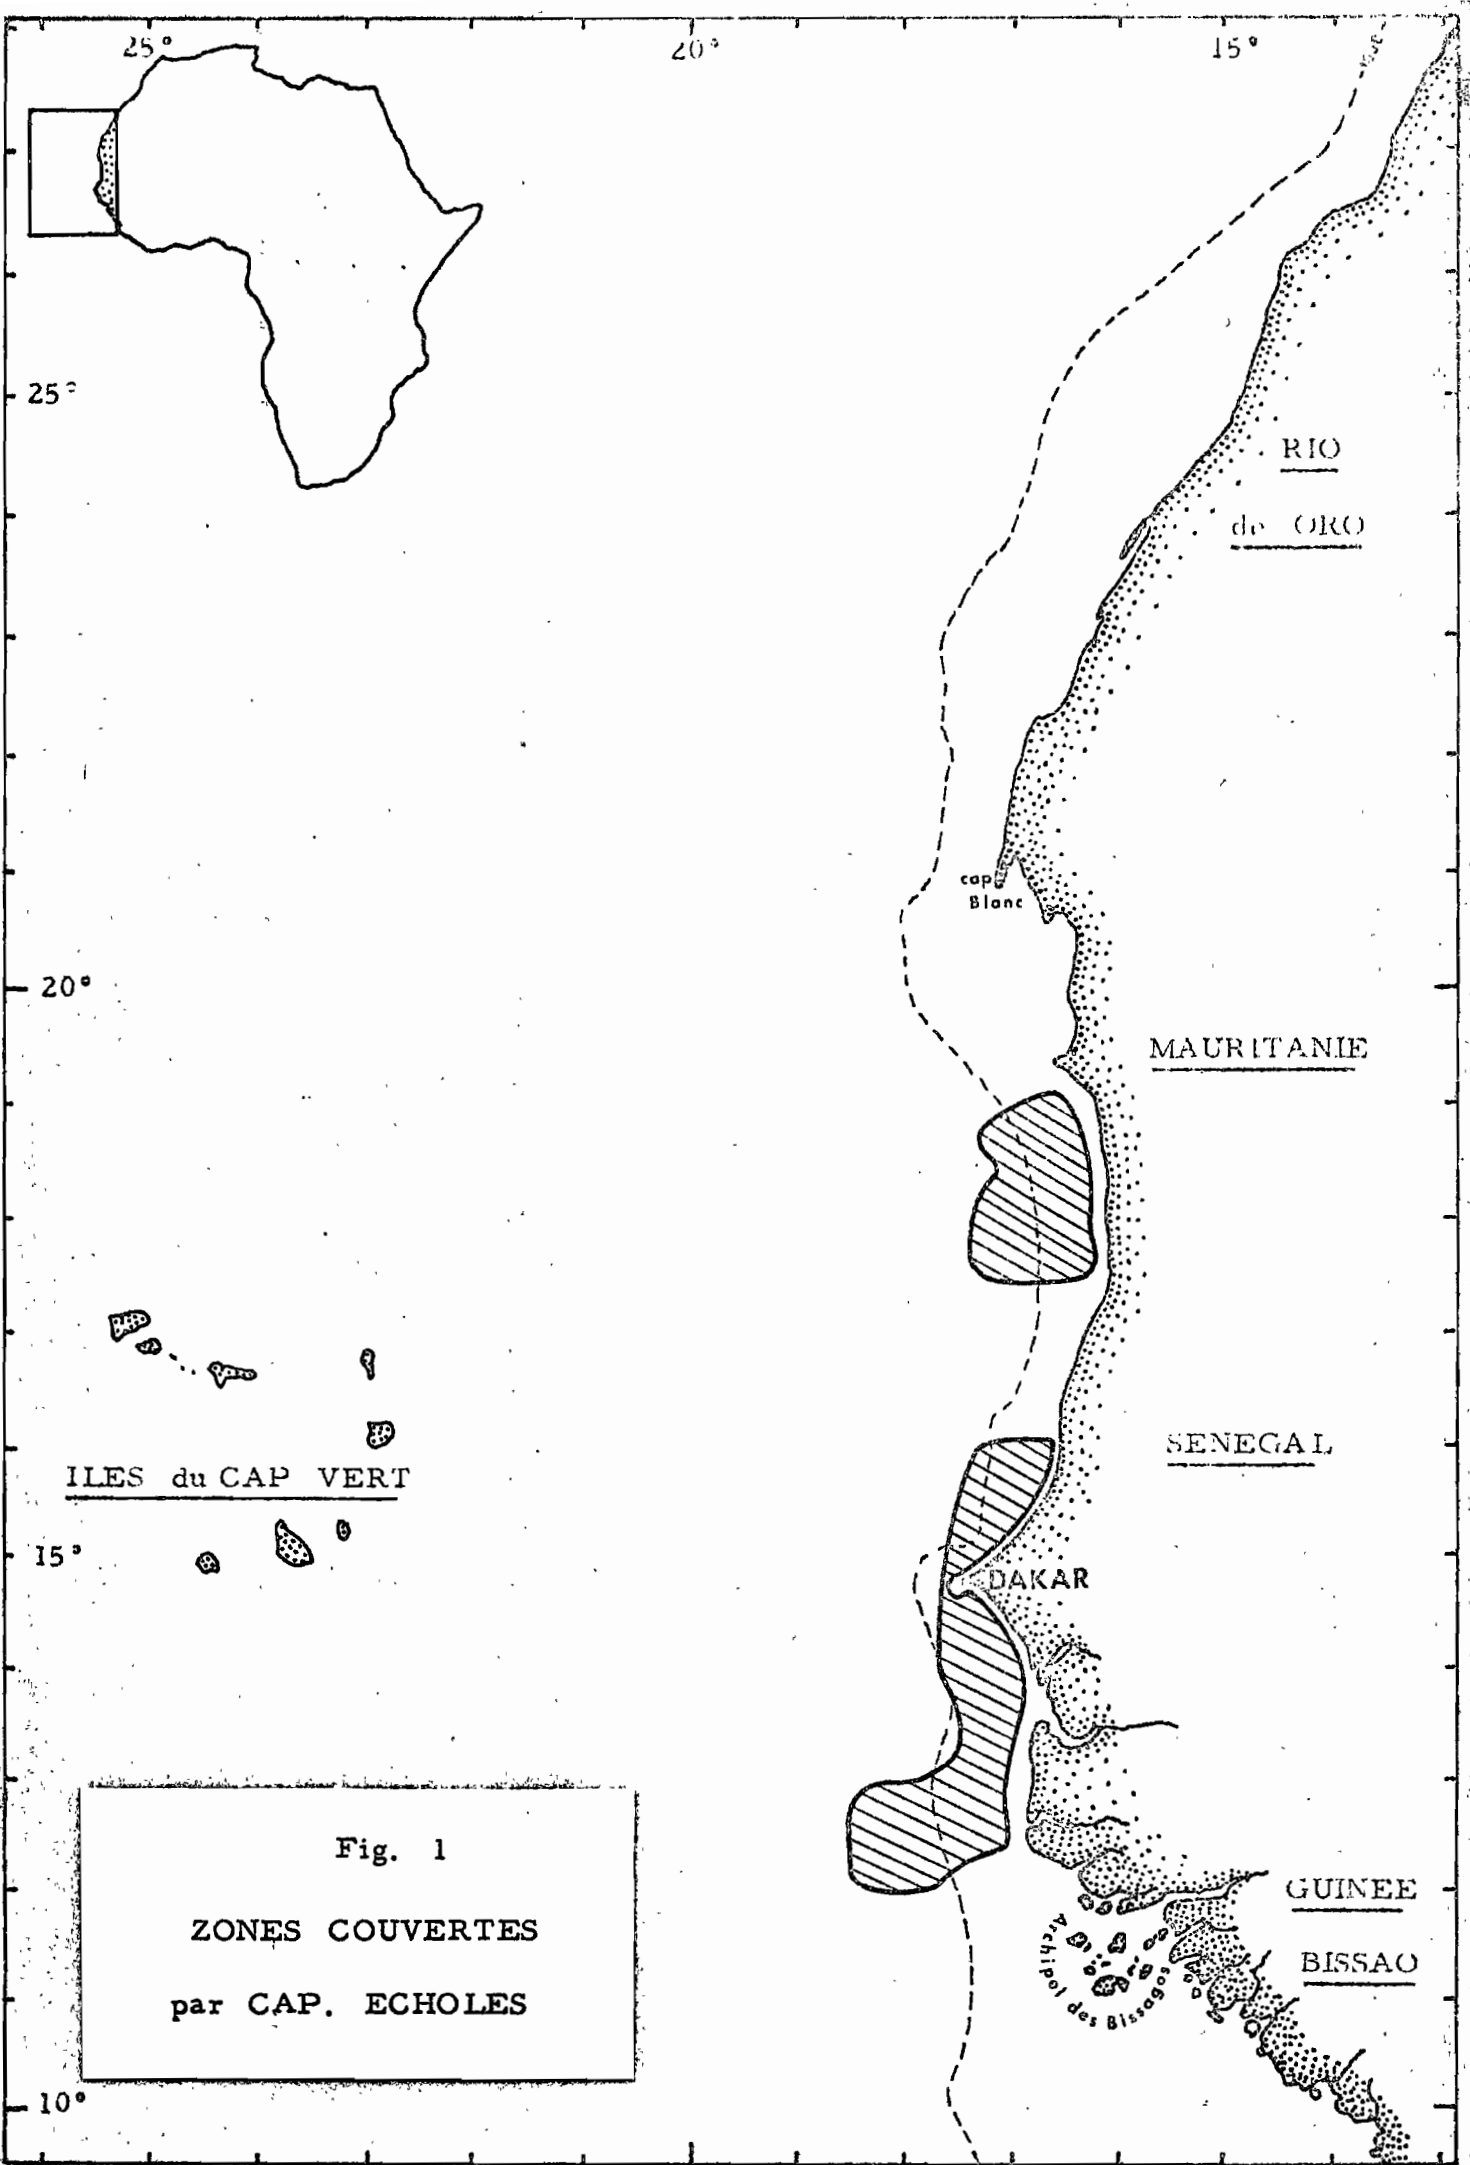 25° 20° 15°
25°
RIO
de ORO
cap
Blanc
20°
MAURITANIE
SENEGAL
ILES du CAP VERT
15°
DAKAR
Fig. 1
ZONES COUVERTES
par CAP. ECHOLES
GUINEE
BISSAO
Archipol des Bissagos
10°